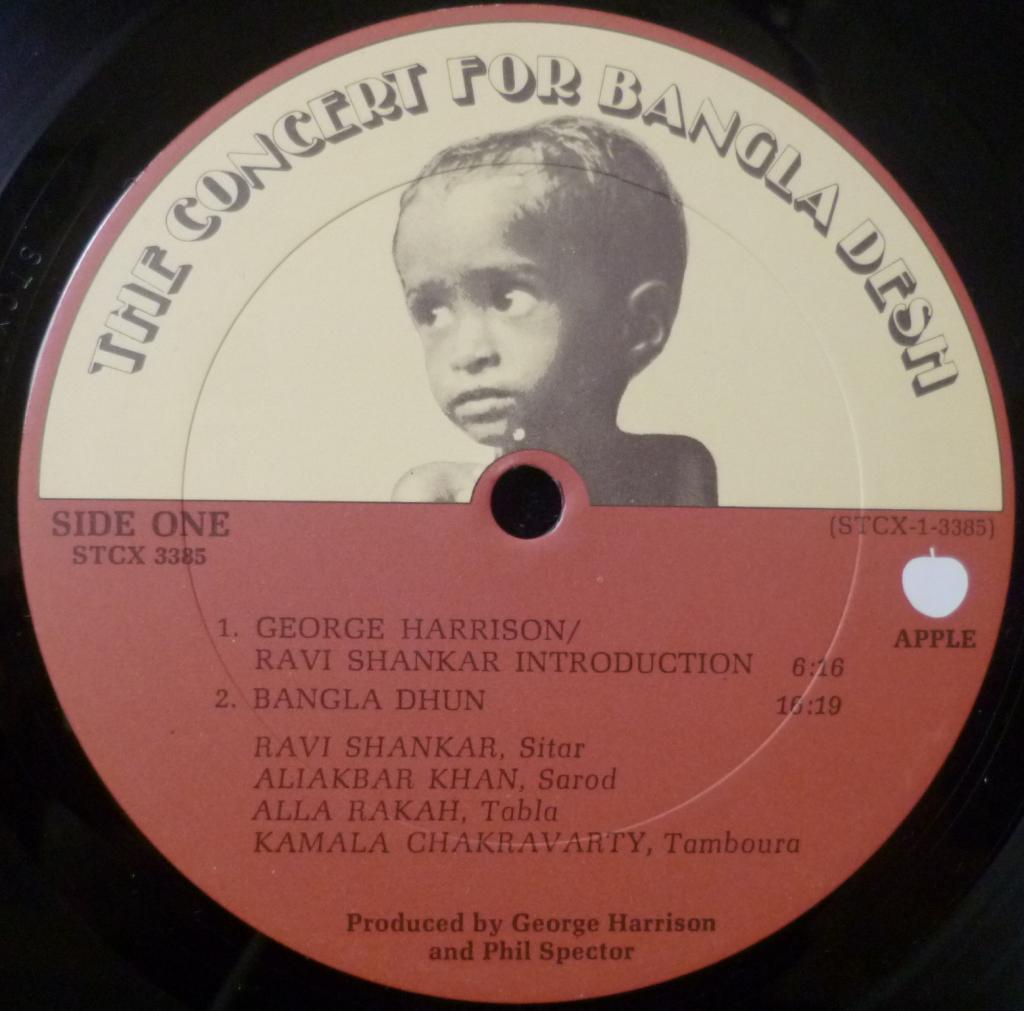 THE CONCERT FOR BANGLA DESH
SIDE ONE
STCX 3385
(STCX-1-3385)
APPLE
1. GEORGE HARRISON/
RAVI SHANKAR INTRODUCTION 6:16
2. BANGLA DHUN 16:19
RAVI SHANKAR, Sitar
ALIAKBAR KHAN, Sarod
ALLA RAKAH, Tabla
KAMALA CHAKRAVARTY, Tamboura
Produced by George Harrison
and Phil Spector